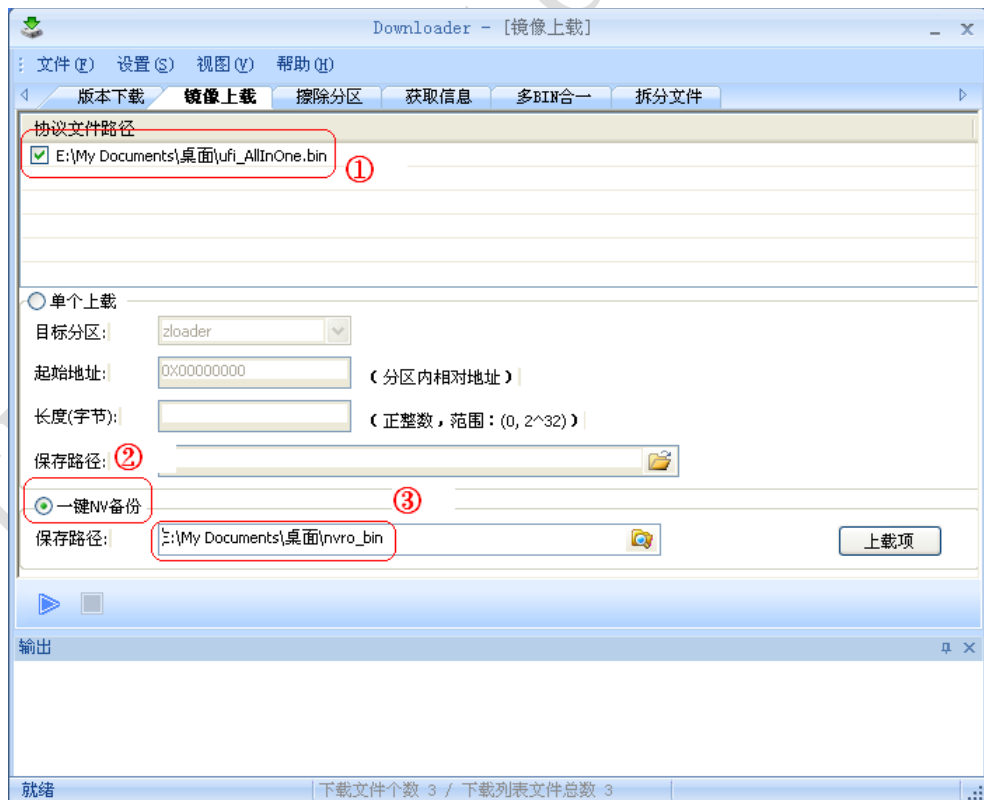 Downloader - [镜像上载]
文件(F) 设置(S) 视图(V) 帮助(H)
版本下载 镜像上载 擦除分区 获取信息 多BIN合一 拆分文件
协议文件路径
E:\My Documents\桌面\ufi_AllInOne.bin
①
单个上载
目标分区: zloader
起始地址: 0X00000000 (分区内相对地址)
长度(字节): (正整数,范围:(0, 2^32))
保存路径: ②
一键NV备份 ③
保存路径: E:\My Documents\桌面\nvro_bin 上载项
输出
就绪 下载文件个数 3 / 下载列表文件总数 3